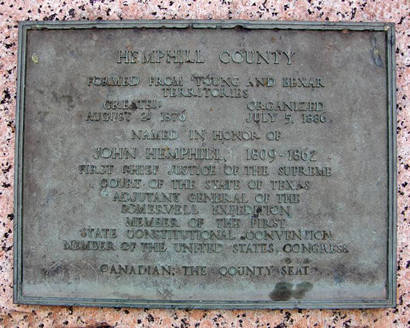 HEMPHILL COUNTY
FORMED FROM YOUNG AND BEXAR
TERRITORIES
CREATED ORGANIZED
AUGUST 21, 1876 JULY 5, 1886
NAMED IN HONOR OF
JOHN HEMPHILL, 1809-1862
FIRST CHIEF JUSTICE OF THE SUPREME
COURT OF THE STATE OF TEXAS
ADJUTANT GENERAL OF THE
SOMERVELL EXPEDITION
MEMBER OF THE FIRST
STATE CONSTITUTIONAL CONVENTION
MEMBER OF THE UNITED STATES CONGRESS
CANADIAN, THE COUNTY SEAT